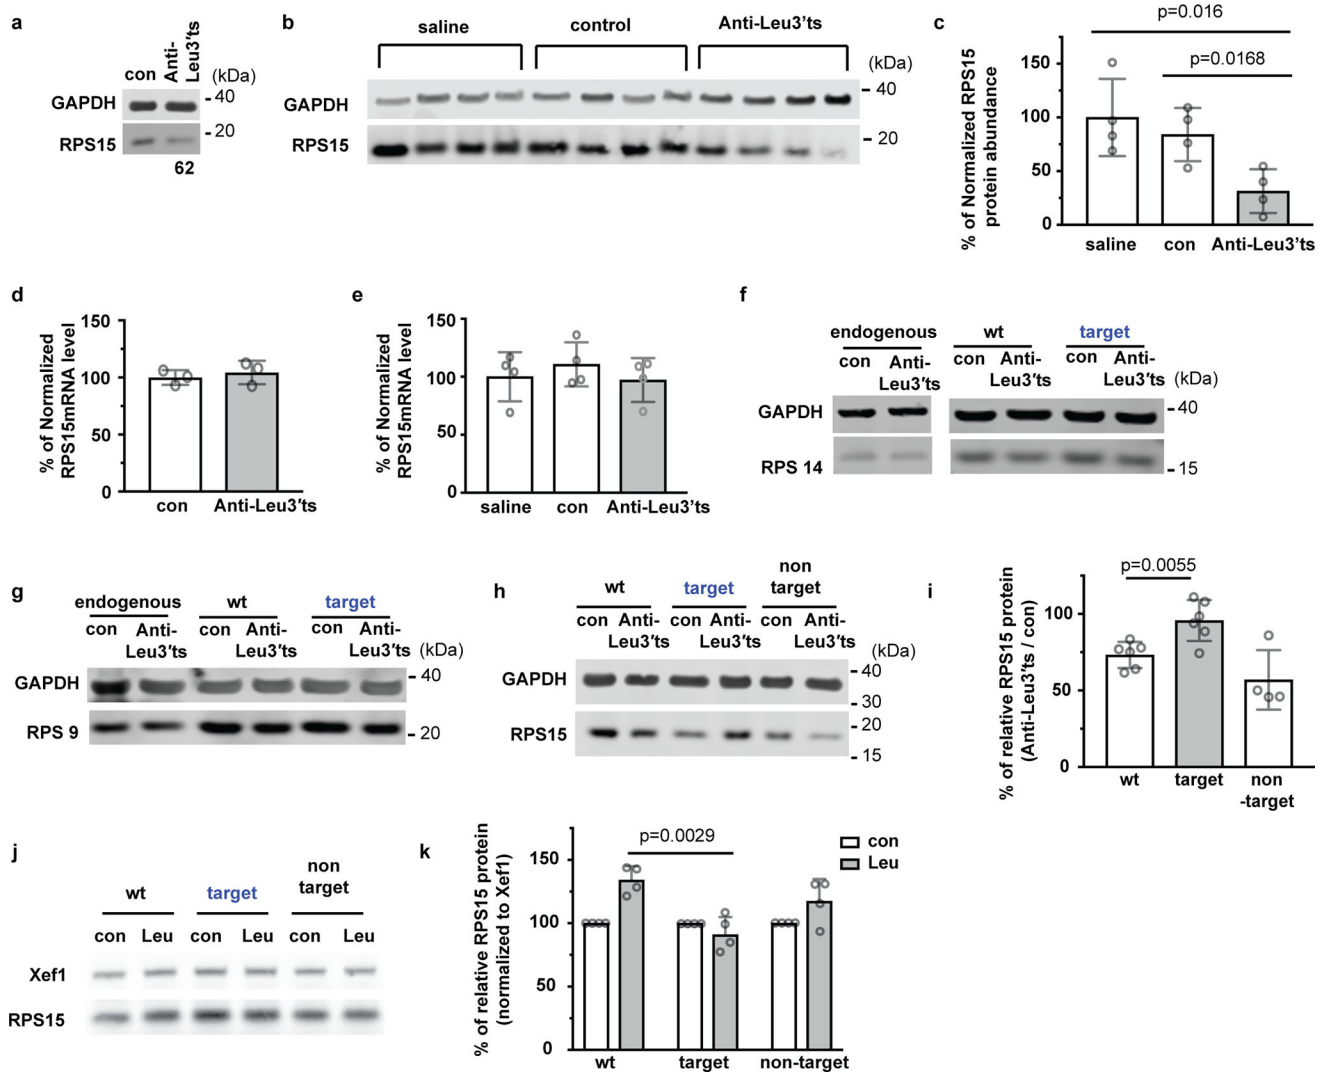 a
con
Anti-
Leu3'ts
(kDa)
GAPDH
- 40
RPS15
- 20
62
b
saline
control
Anti-Leu3'ts
(kDa)
GAPDH
- 40
RPS15
- 20
c
p=0.016
p=0.0168
% of Normalized RPS15
protein abundance
150
100
50
0
saline
con
Anti-Leu3'ts
d
% of Normalized
RPS15mRNA level
150
100
50
0
con
Anti-Leu3'ts
e
% of Normalized
RPS15mRNA level
150
100
50
0
saline
con
Anti-Leu3'ts
f
endogenous
wt
target
con
Anti-
Leu3'ts
con
Anti-
Leu3'ts
con
Anti-
Leu3'ts
(kDa)
GAPDH
- 40
RPS 14
- 15
g
endogenous
wt
target
con
Anti-
Leu3'ts
con
Anti-
Leu3'ts
con
Anti-
Leu3'ts
(kDa)
GAPDH
- 40
RPS 9
- 20
h
wt
target
non
target
con
Anti-
Leu3'ts
con
Anti-
Leu3'ts
con
Anti-
Leu3'ts
(kDa)
GAPDH
- 40
- 30
RPS15
- 20
- 15
i
% of relative RPS15 protein
(Anti-Leu3'ts / con)
p=0.0055
100
50
0
wt
target
non
-target
j
wt
target
non
target
con
Leu
con
Leu
con
Leu
Xef1
RPS15
k
% of relative RPS15 protein
(normalized to Xef1)
p=0.0029
con
Leu
150
100
50
0
wt
target
non-target